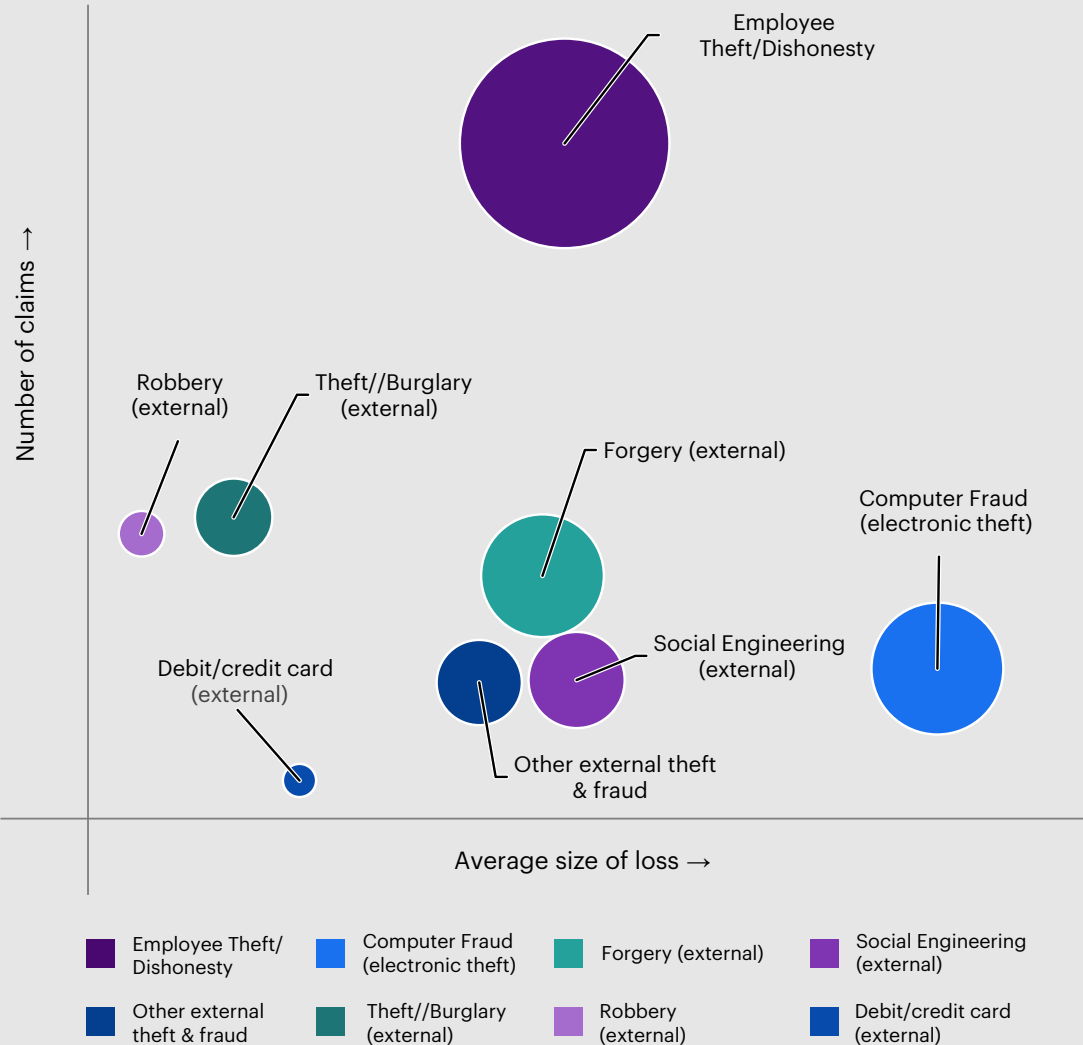 Employee
Theft/Dishonesty
Number of claims →
Robbery
(external)
Theft//Burglary
(external)
Forgery (external)
Computer Fraud
(electronic theft)
Social Engineering
(external)
Debit/credit card
(external)
Other external theft
& fraud
Average size of loss →
Employee Theft/
Dishonesty
Computer Fraud
(electronic theft)
Forgery (external)
Social Engineering
(external)
Other external
theft & fraud
Theft//Burglary
(external)
Robbery
(external)
Debit/credit card
(external)